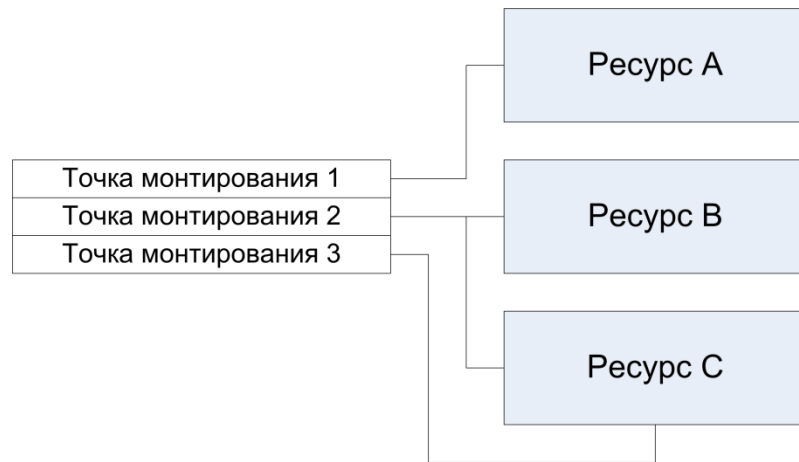 Ресурс A
Точка монтирования 1
Точка монтирования 2
Точка монтирования 3
Ресурс B
Ресурс C